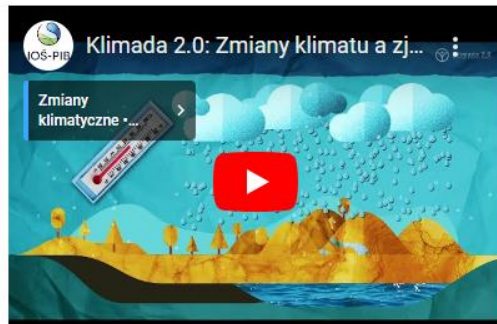 IOŚ-PIB
Klimada 2.0: Zmiany klimatu a zj...
Zmiany
klimatyczne •...